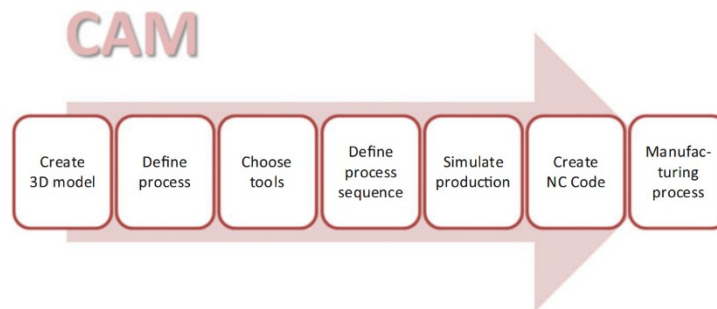 CAM
Create
3D model
Define
process
Choose
tools
Define
process
sequence
Simulate
production
Create
NC Code
Manufac-
turing
process